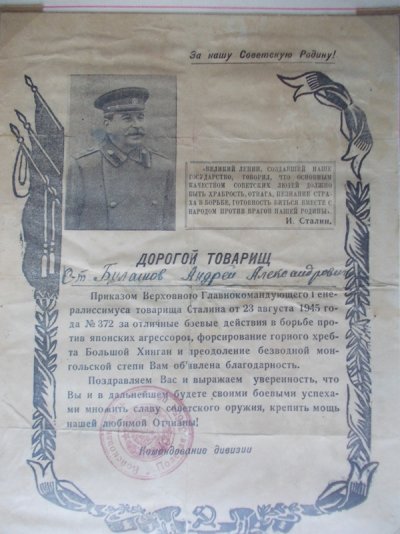 За нашу Советскую Родину!
«ВЕЛИКИЙ ЛЕНИН, СОЗДАВШИЙ НАШЕ
ГОСУДАРСТВО, ГОВОРИЛ, ЧТО ОСНОВНЫМ
КАЧЕСТВОМ СОВЕТСКИХ ЛЮДЕЙ ДОЛЖНО
БЫТЬ ХРАБРОСТЬ, ОТВАГА, НЕЗНАНИЕ СТРА-
ХА В БОРЬБЕ, ГОТОВНОСТЬ БИТЬСЯ ВМЕСТЕ С
НАРОДОМ ПРОТИВ ВРАГОВ НАШЕЙ РОДИНЫ».
И. Сталин.
ДОРОГОЙ ТОВАРИЩ
С-т Андрей Александрович
Приказом Верховного Главнокомандующего Гене-
ралиссимуса товарища Сталина от 23 августа 1945 го-
да № 372 за отличные боевые действия в борьбе про-
тив японских агрессоров, форсирование горного хреб-
та Большой Хинган и преодоление безводной мон-
гольской степи Вам об'явлена благодарность.
Поздравляем Вас и выражаем уверенность, что
Вы и в дальнейшем будете своими боевыми успеха-
ми множить славу советского оружия, крепить мощь
нашей любимой Отчизны!
Командование дивизии